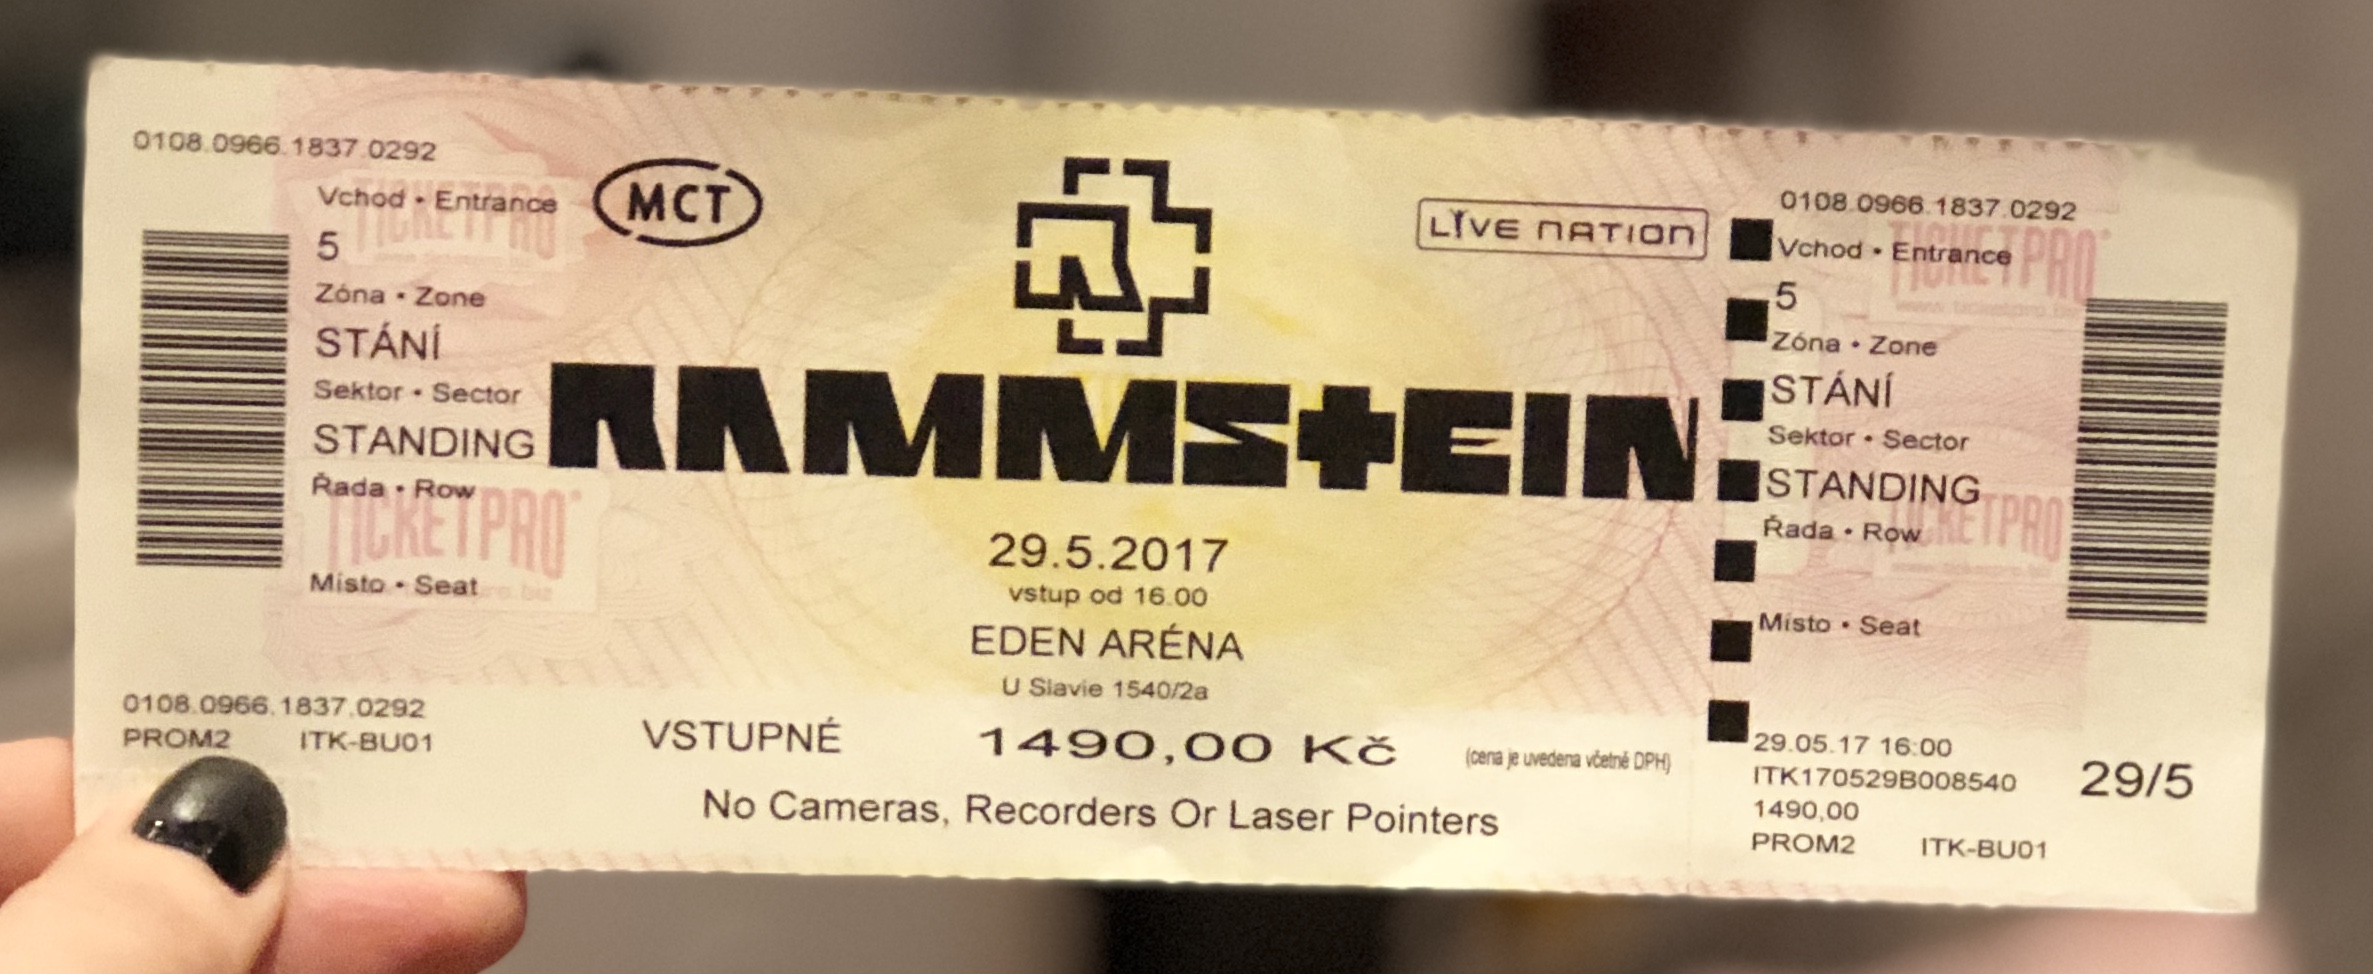 0108.0966.1837.0292
Vchod • Entrance
5
Zóna • Zone
STÁNÍ
Sektor • Sector
STANDING
Řada • Row
Místo • Seat
0108.0966.1837.0292
PROM2 ITK-BU01
TICKETPRO
TICKETPRO
MCT
LIVE NATION
RAMMSTEIN
29.5.2017
vstup od 16.00
EDEN ARÉNA
U Slavie 1540/2a
VSTUPNÉ 1490,00 Kč (cena je uvedena včetně DPH)
No Cameras, Recorders Or Laser Pointers
0108.0966.1837.0292
Vchod • Entrance
5
Zóna • Zone
STÁNÍ
Sektor • Sector
STANDING
Řada • Row
Místo • Seat
TICKETPRO
TICKETPRO
29.05.17 16:00
ITK170529B008540
1490,00
PROM2 ITK-BU01
29/5